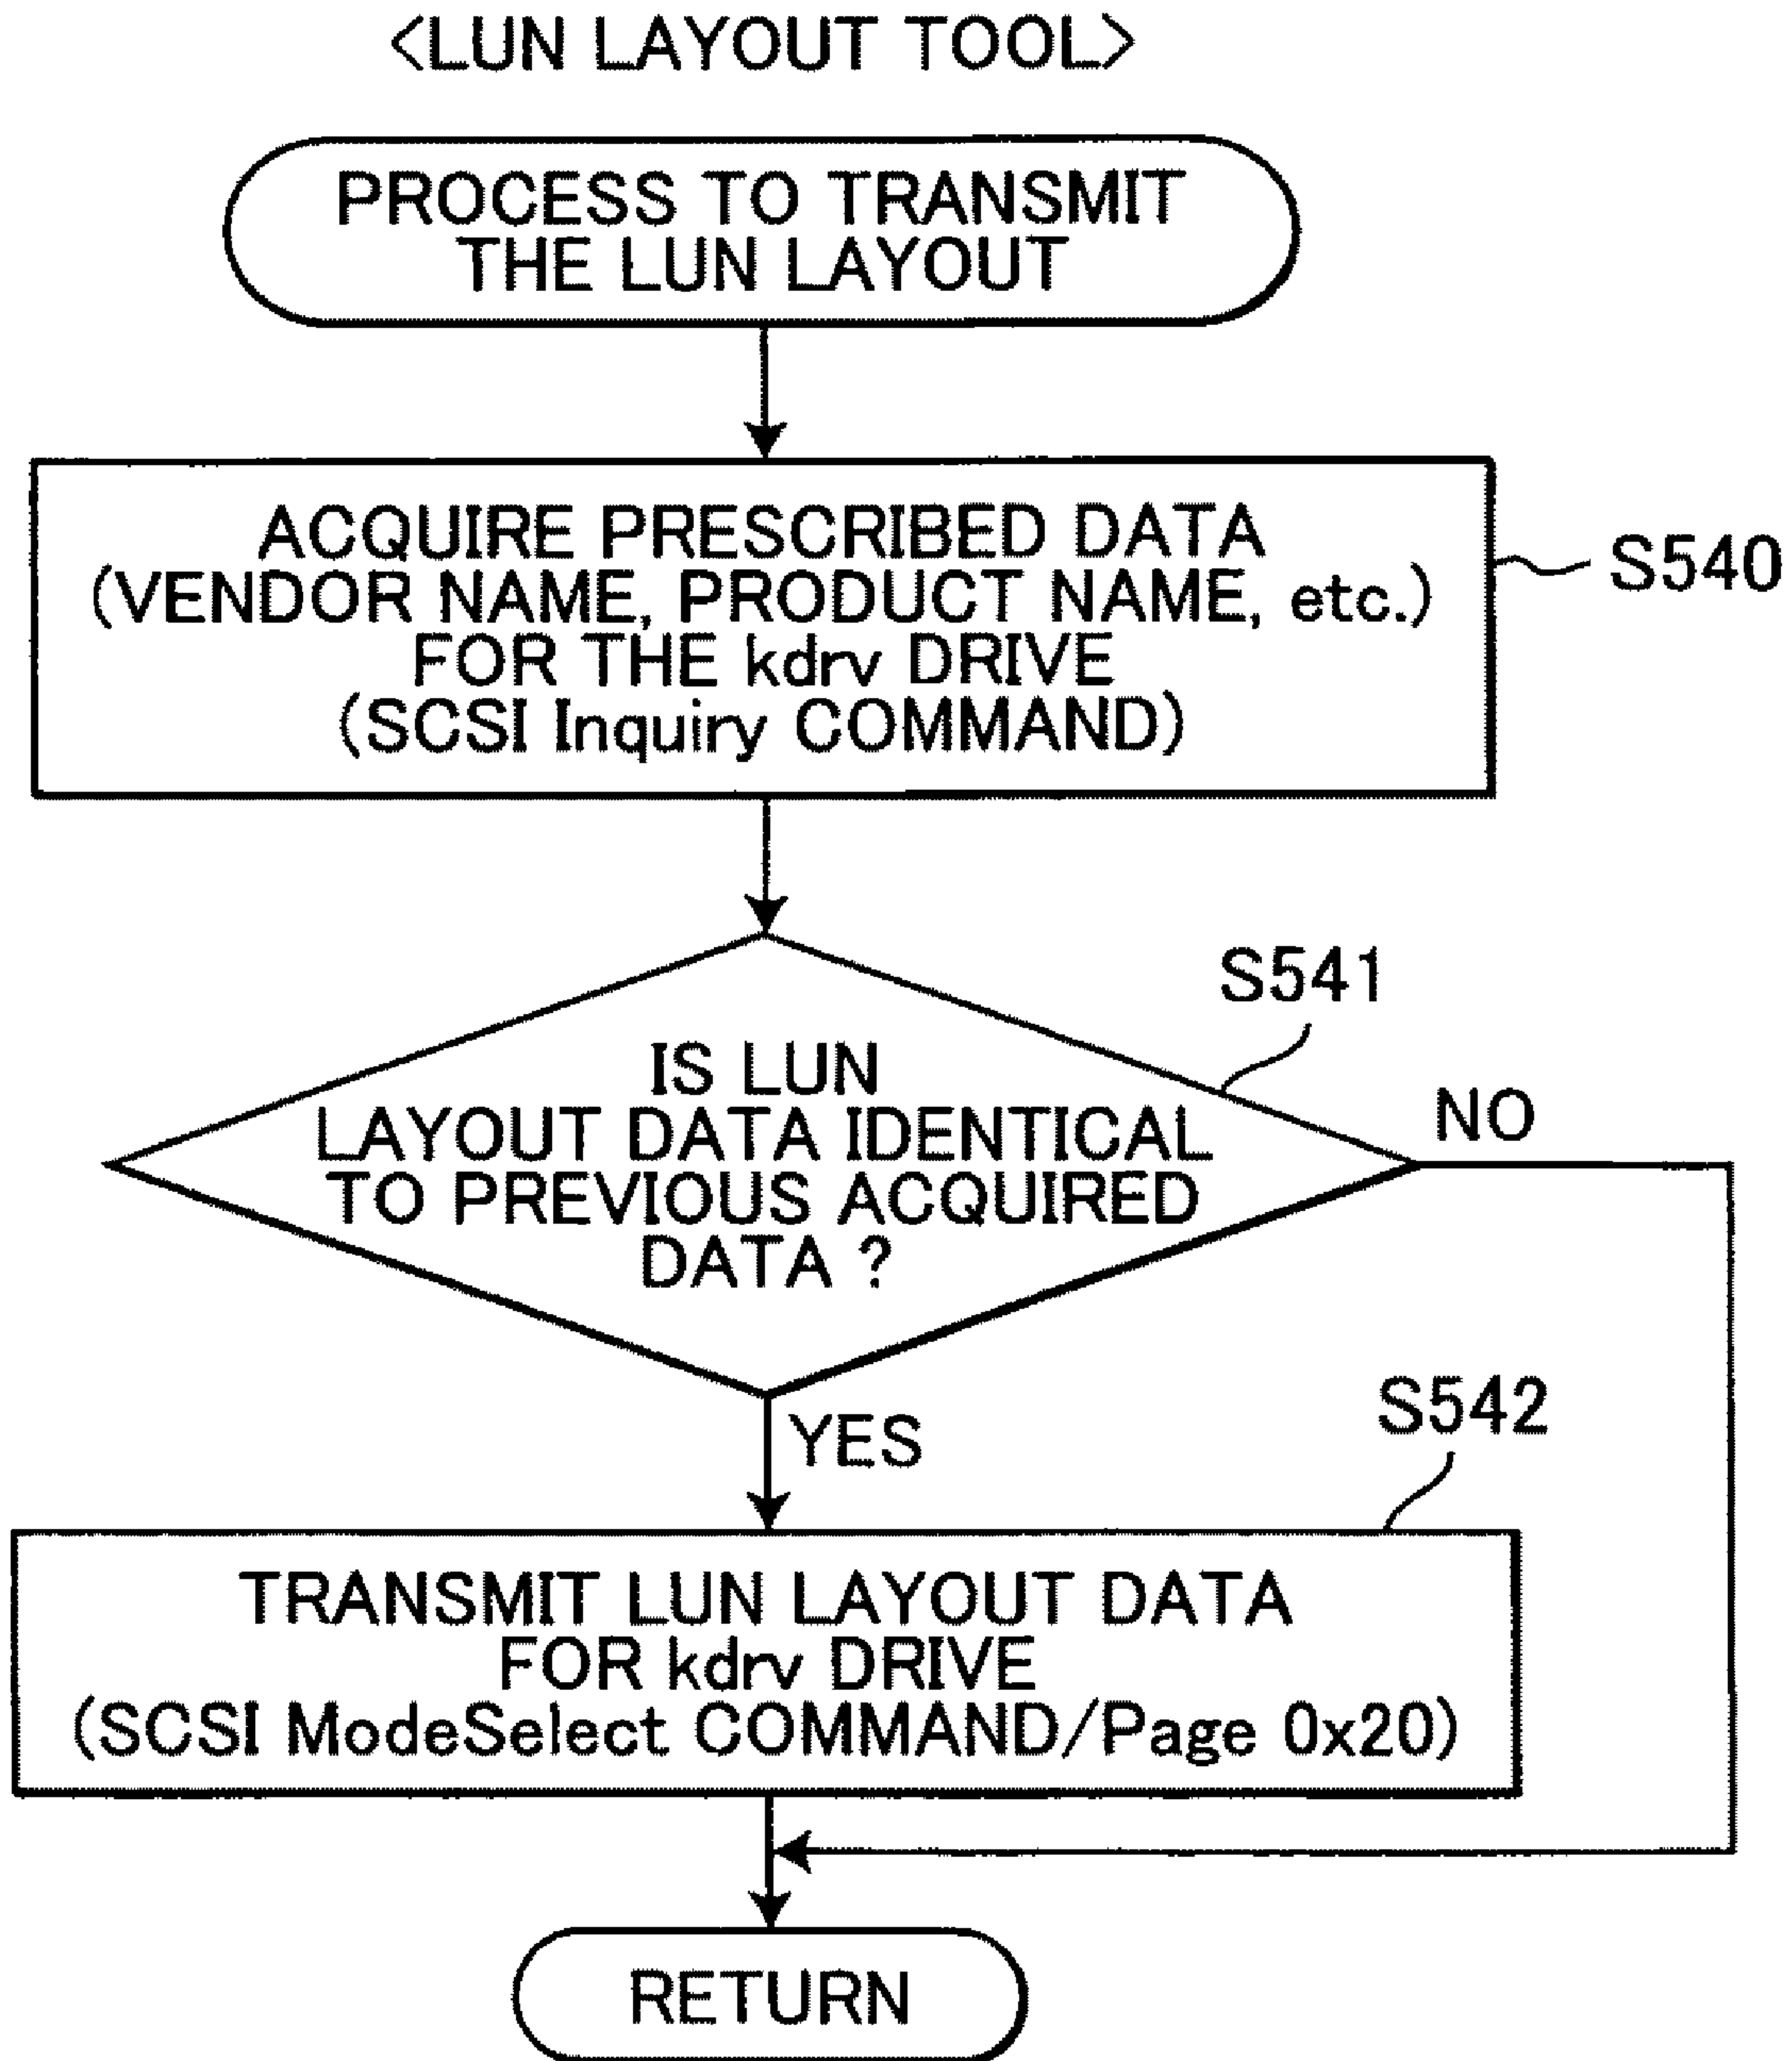 <LUN LAYOUT TOOL>
PROCESS TO TRANSMIT
THE LUN LAYOUT
ACQUIRE PRESCRIBED DATA
(VENDOR NAME, PRODUCT NAME, etc.)
FOR THE kdrv DRIVE
(SCSI Inquiry COMMAND)
S540
S541
IS LUN
LAYOUT DATA IDENTICAL
TO PREVIOUS ACQUIRED
DATA ?
NO
YES
S542
TRANSMIT LUN LAYOUT DATA
FOR kdrv DRIVE
(SCSI ModeSelect COMMAND/Page 0x20)
RETURN